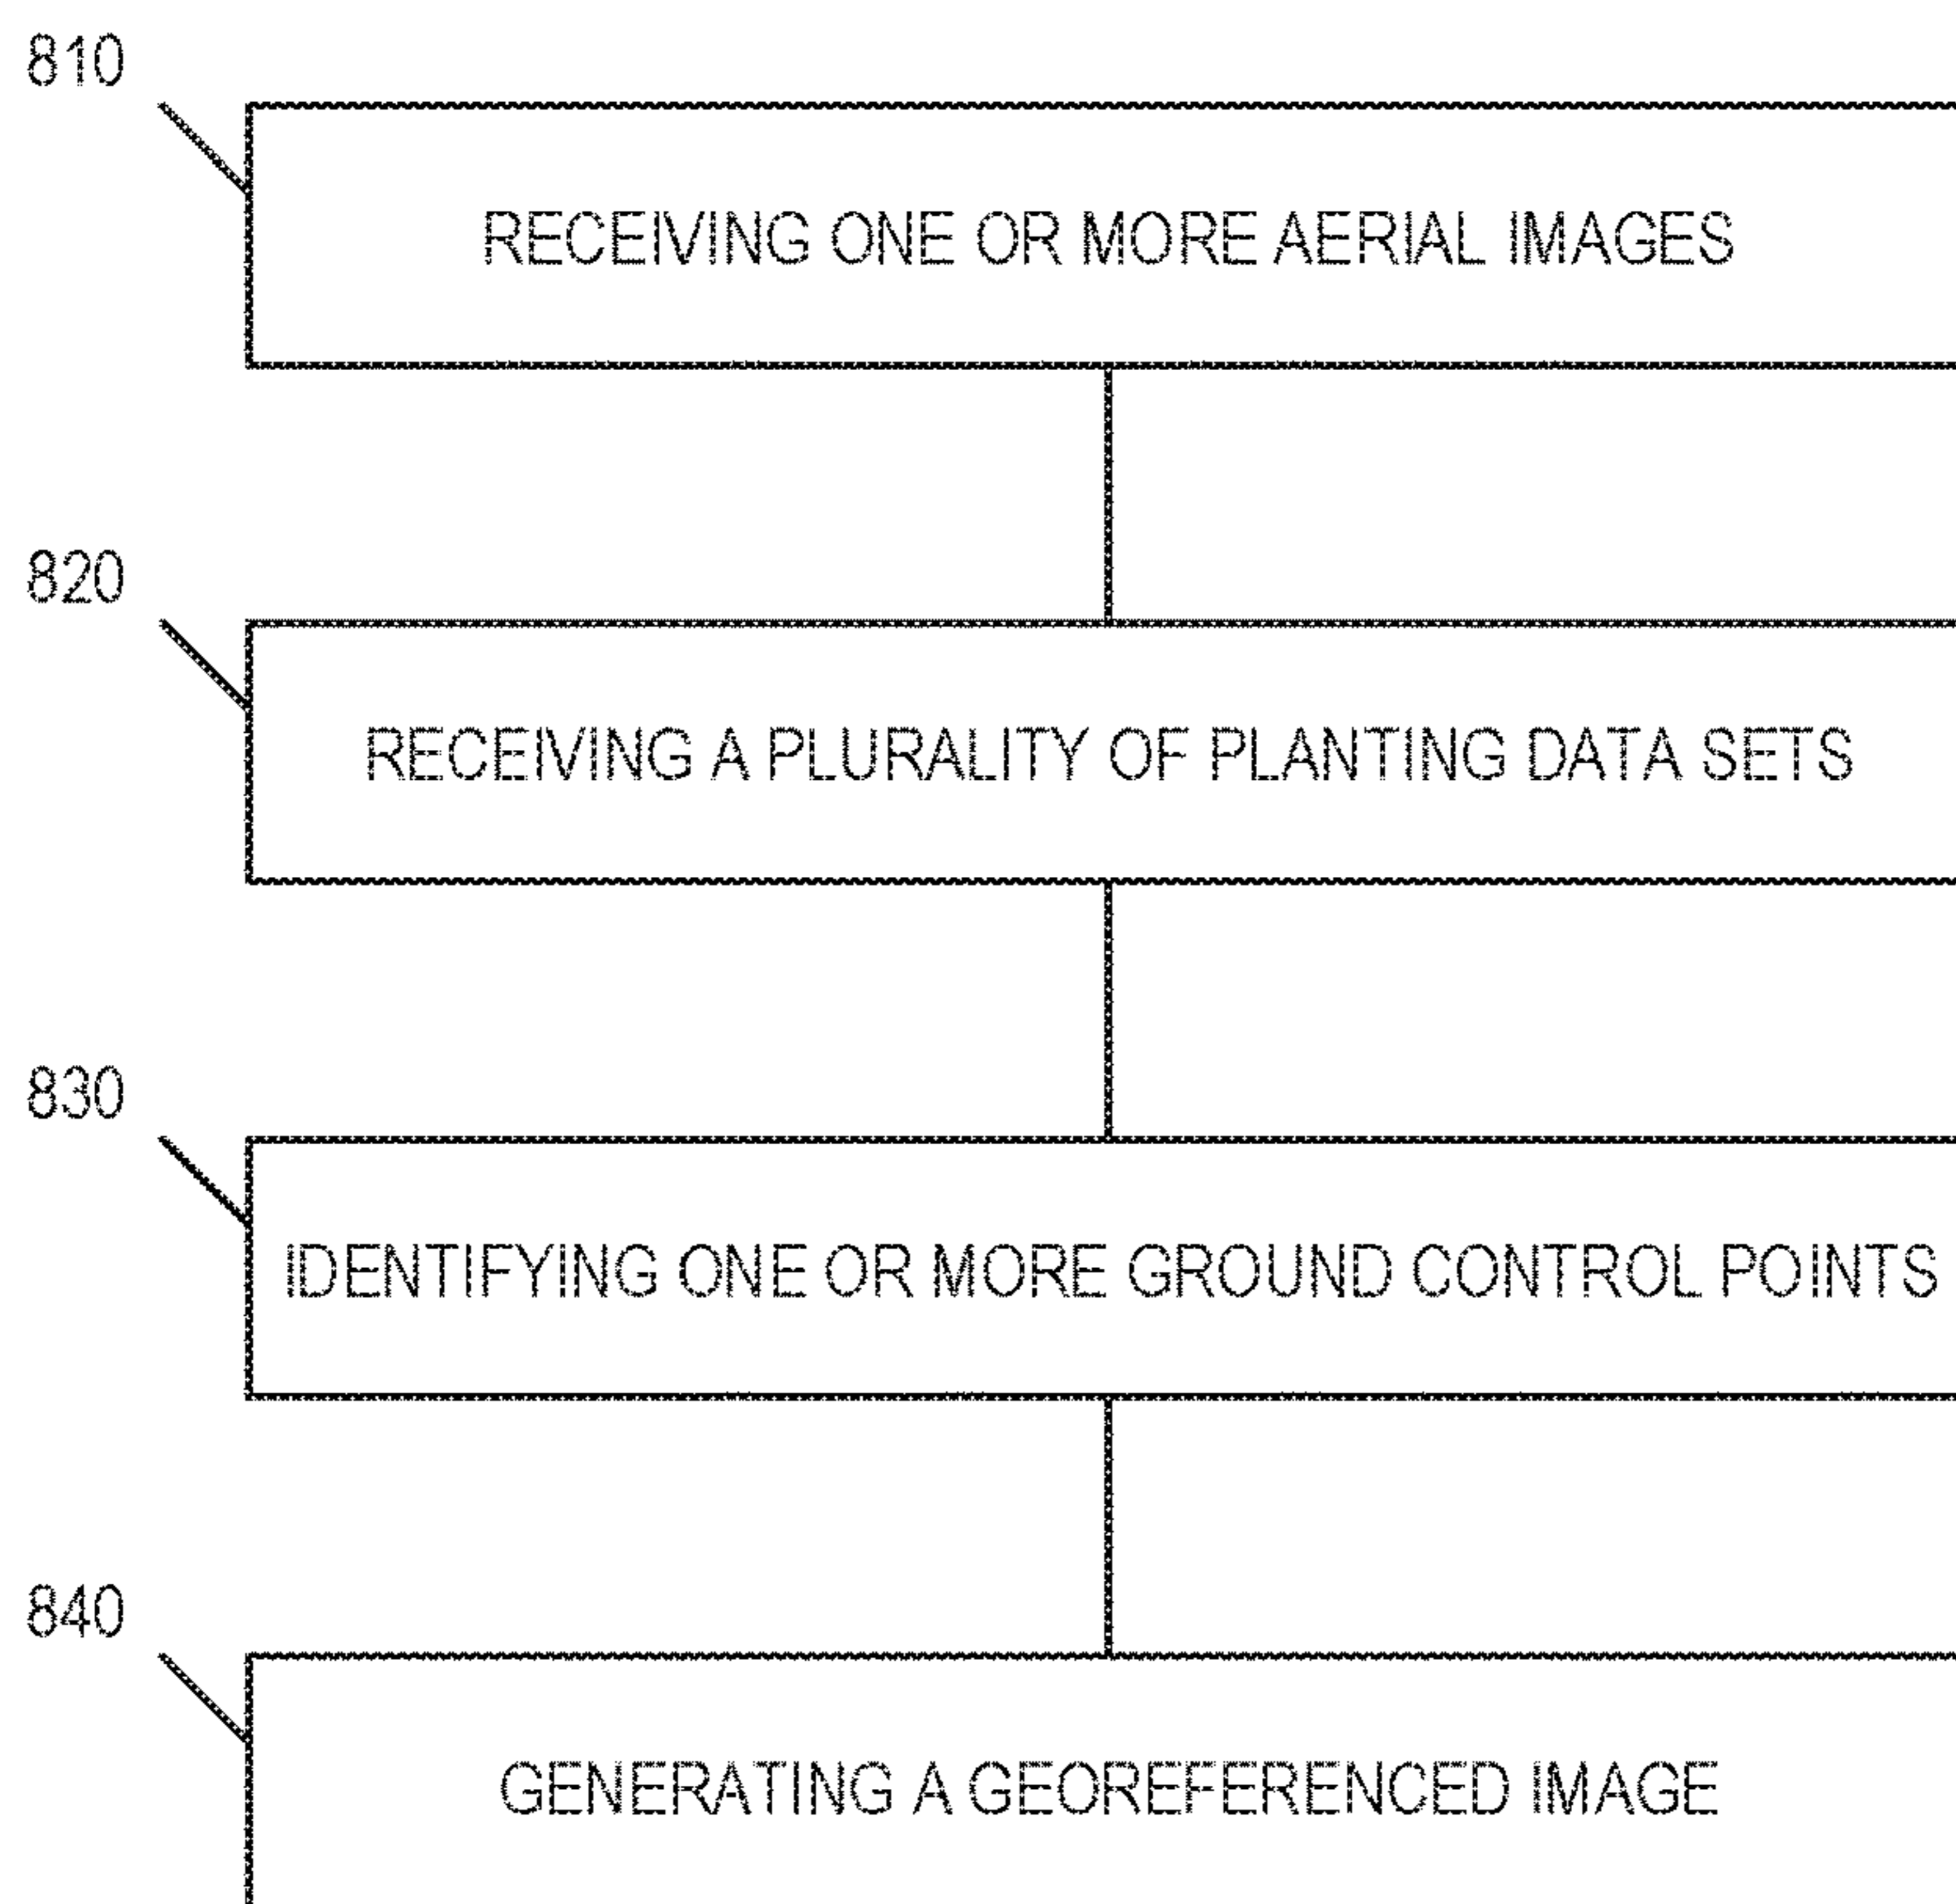 810
RECEIVING ONE OR MORE AERIAL IMAGES
820
RECEIVING A PLURALITY OF PLANTING DATA SETS
830
IDENTIFYING ONE OR MORE GROUND CONTROL POINTS
840
GENERATING A GEOREFERENCED IMAGE